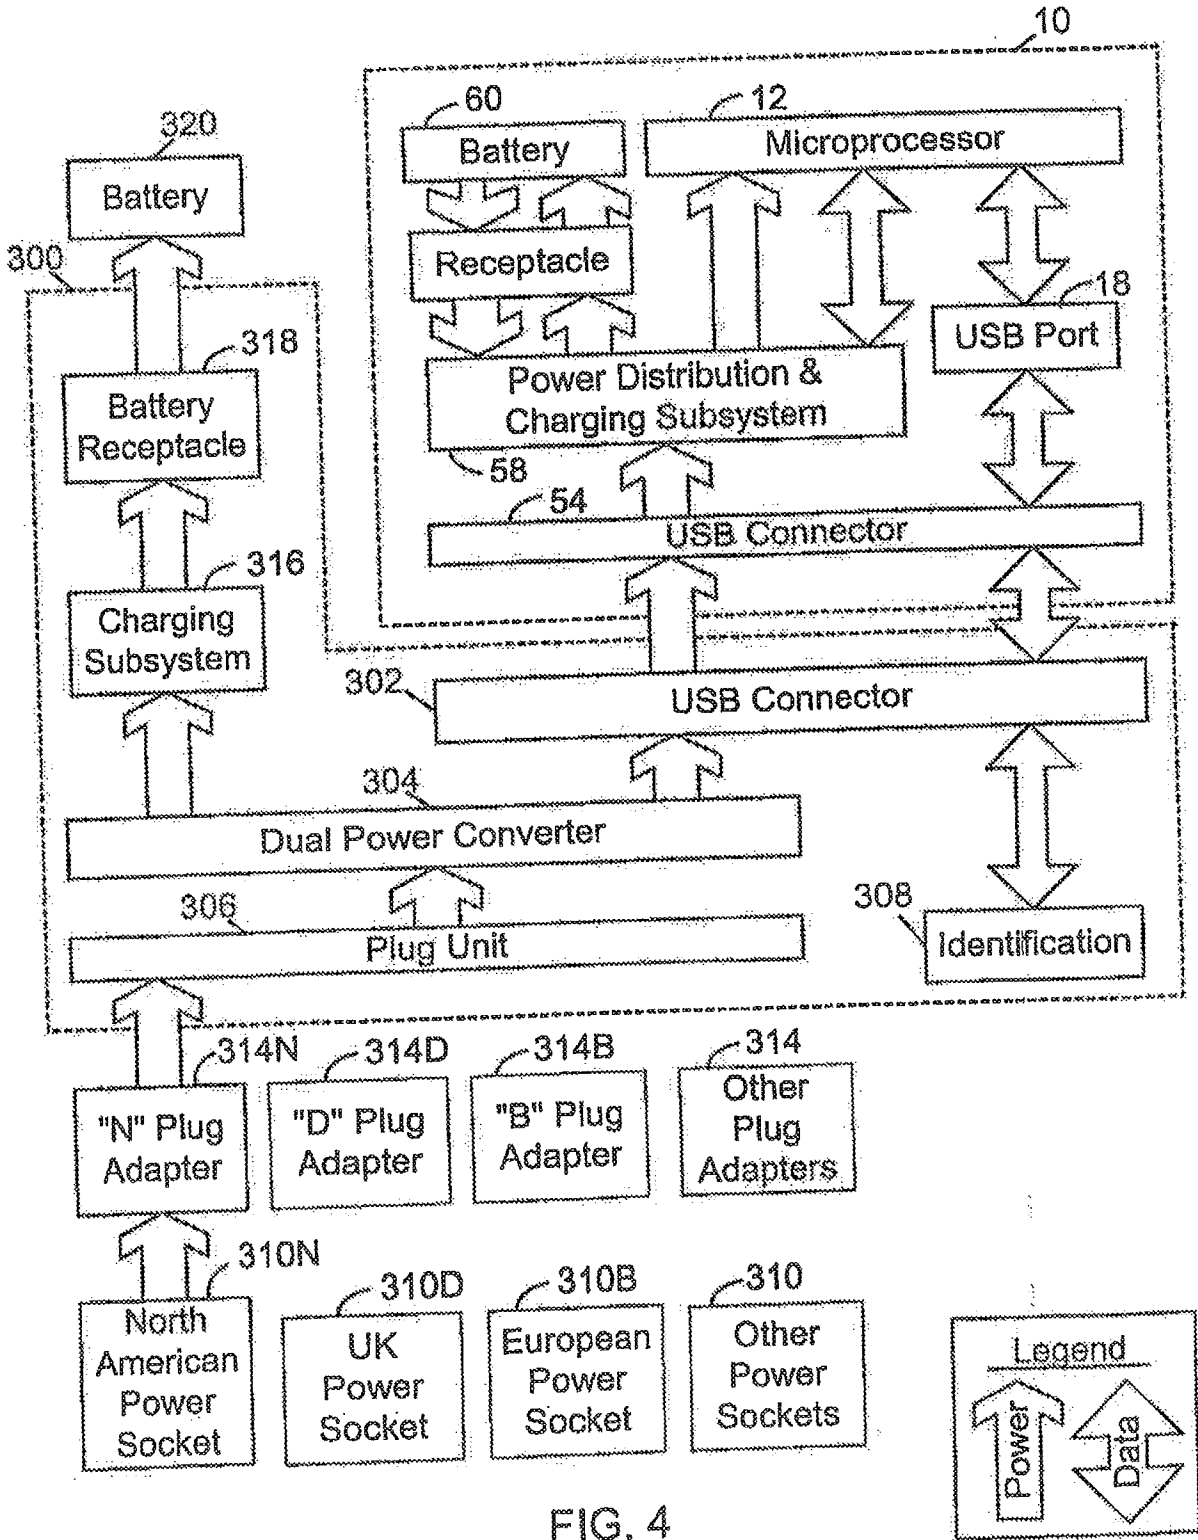 10
60
12
320
Battery
Microprocessor
Battery
300
Receptacle
18
USB Port
318
Power Distribution &
Charging Subsystem
Battery
Receptacle
58
54
USB Connector
316
Charging
Subsystem
302
USB Connector
304
Dual Power Converter
306
308
Plug Unit
Identification
314N
314D
314B
314
"N" Plug
Adapter
"D" Plug
Adapter
"B" Plug
Adapter
Other
Plug
Adapters
310N
310D
310B
310
North
American
Power
Socket
UK
Power
Socket
European
Power
Socket
Other
Power
Sockets
Legend
Power
Data
FIG. 4